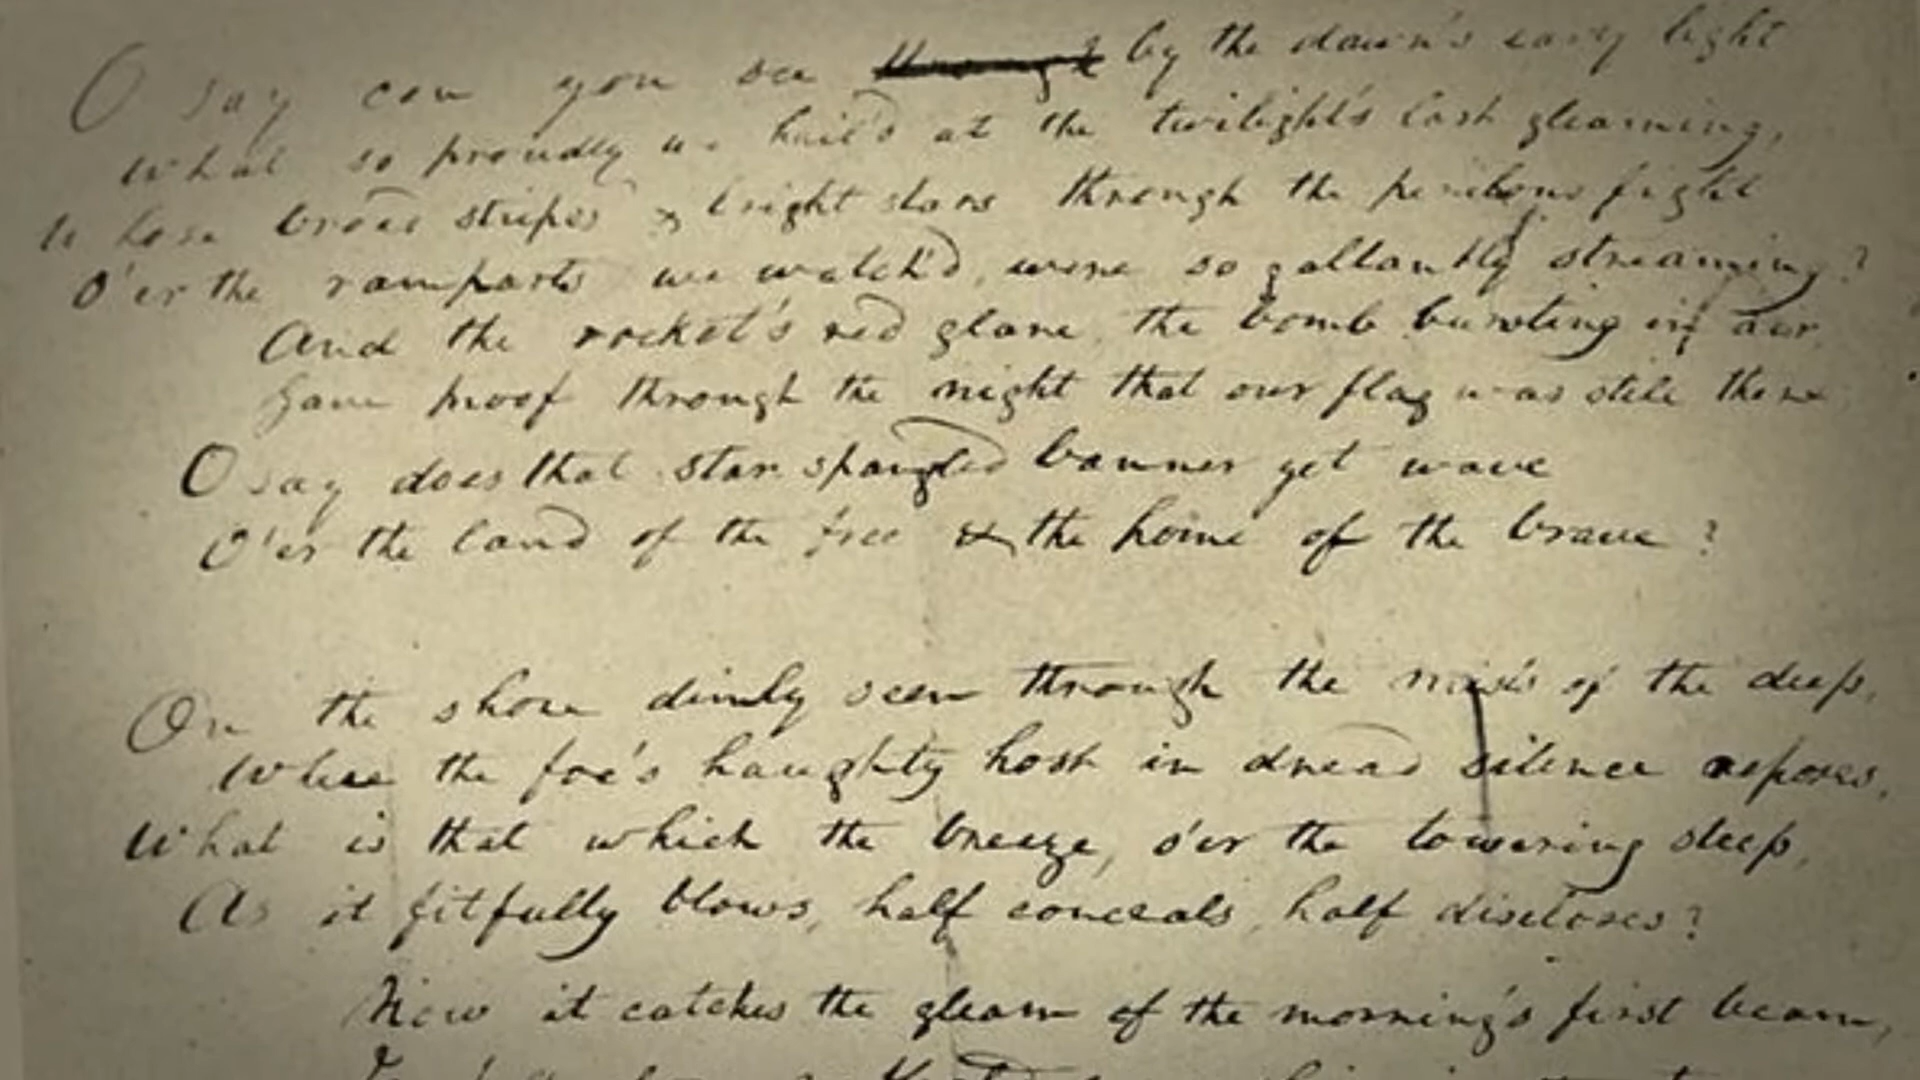 O say can you see ~~through~~ by the dawn's early light
What so proudly we hail'd at the twilight's last gleaming,
Whose broad stripes & bright stars through the perilous fight
O'er the ramparts we watch'd, were so gallantly streaming?
And the rocket's red glare, the bomb bursting in air,
Gave proof through the night that our flag was still there
O say does that star spangled banner yet wave
O'er the land of the free & the home of the brave?
On the shore dimly seen through the mists of the deep,
Where the foe's haughty host in dread silence reposes,
What is that which the breeze, o'er the towering steep,
As it fitfully blows, half conceals, half discloses?
Now it catches the gleam of the morning's first beam,